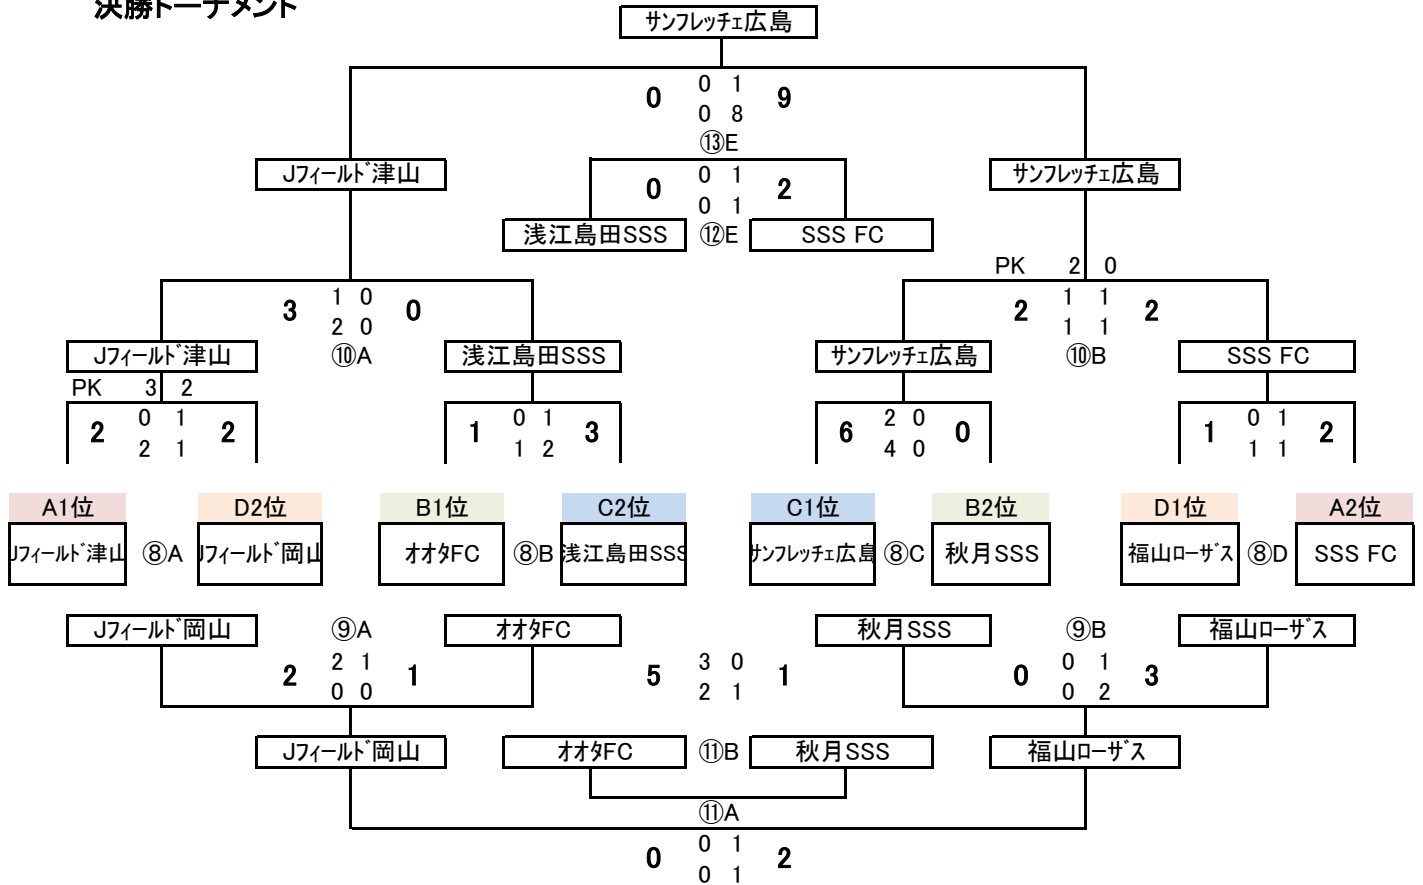 決勝トーナメント
サンフレッチェ広島
0 0 1 9
0 8
⑬E
Jフィールド津山 サンフレッチェ広島
0 0 1 2
0 1
浅江島田SSS ⑫E SSS FC
PK 2 0
3 1 0 0 2 1 1 2
2 0 1 1
Jフィールド津山 ⑩A 浅江島田SSS サンフレッチェ広島 ⑩B SSS FC
PK 3 2
2 0 1 2 1 0 1 3 6 2 0 0 1 0 1 2
2 1 1 2 4 0 1 1
A1位 D2位 B1位 C2位 C1位 B2位 D1位 A2位
Jフィールド津山 ⑧A Jフィールド岡山 オオタFC ⑧B 浅江島田SSS サンフレッチェ広島 ⑧C 秋月SSS 福山ローザス ⑧D SSS FC
Jフィールド岡山 ⑨A オオタFC 秋月SSS ⑨B 福山ローザス
2 2 1 1 5 3 0 1 0 0 1 3
0 0 2 1 0 2
Jフィールド岡山 オオタFC ⑪B 秋月SSS 福山ローザス
⑪A
0 0 1 2
0 1